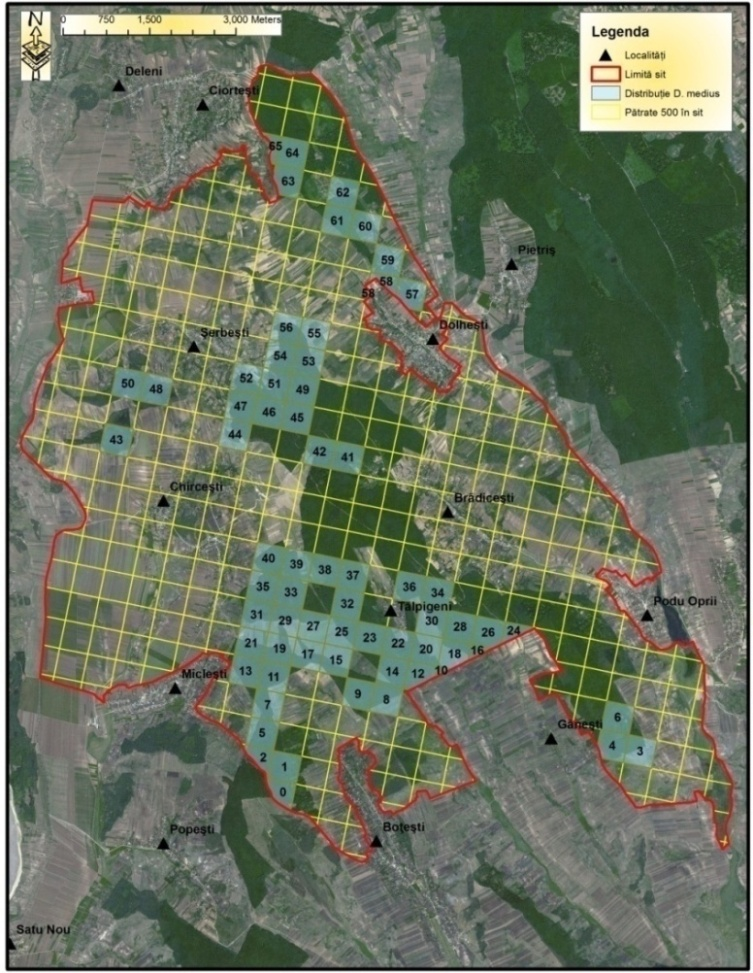 N
0 750 1,500 3,000 Meters
Legenda
Localități
Limită sit
Distribuție D. medius
Pătrate 500 în sit
Deleni
Ciortești
65 64
63
62
61 60
Pietriș
59
58
58 57
56 55
Dolhești
Șerbești
54 53
52 51 49
50 48
47 46 45
43
44
42 41
Chircești
Brădicești
40 39 38 37
35 33
36 34
32
Tălpigeni
Podu Oprii
31 29 27
30 28 26 24
25 23 22 20 18 16
21 19 17 15
14 12 10
13 11
Miclești
9 8
7
6
Gănești
5
4 3
2 1
0
Popești
Botești
Satu Nou